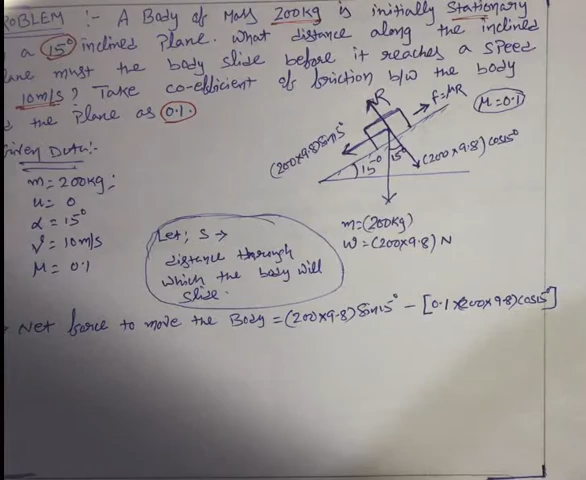 ROBLEM :- A Body of Mass 200kg is initially stationary
a 15° inclined Plane. What distance along the inclined
lane must the body slide before it reaches a speed
10m/s? Take co-efficient of friction b/w the body
the Plane as 0.1.
Given Data:-
m = 200kg;
u = 0
α = 15°
V = 10m/s
M = 0.1
R
f=μR
μ=0.1
(200×9.8)sin15°
15°
15°
(200×9.8)cos15°
m=(200kg)
W=(200×9.8) N
Let; S →
distance through
which the body will
slide.
Net force to move the Body = (200×9.8) Sin15° - [0.1×200×9.8)cos15°]